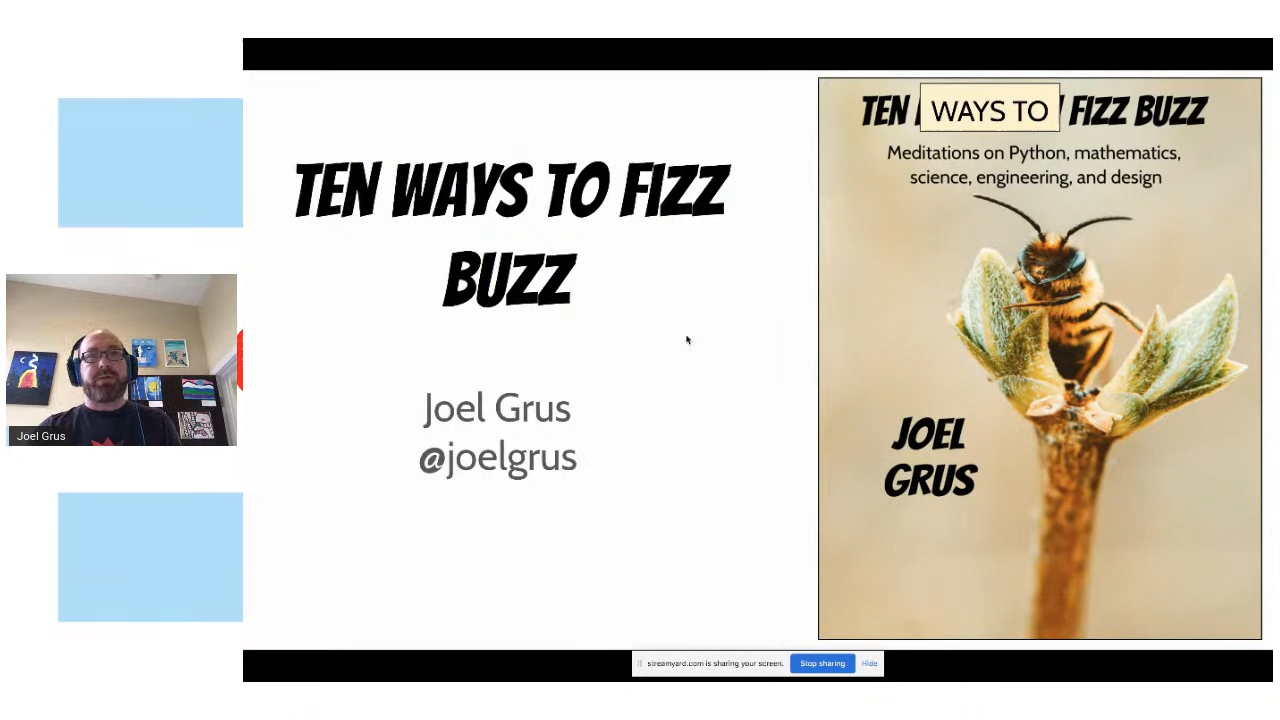 TEN WAYS TO FIZZ
BUZZ
Joel Grus
@joelgrus
TEN WAYS TO FIZZ BUZZ
Meditations on Python, mathematics,
science, engineering, and design
JOEL
GRUS
Joel Grus
streamyard.com is sharing your screen. Stop sharing Hide